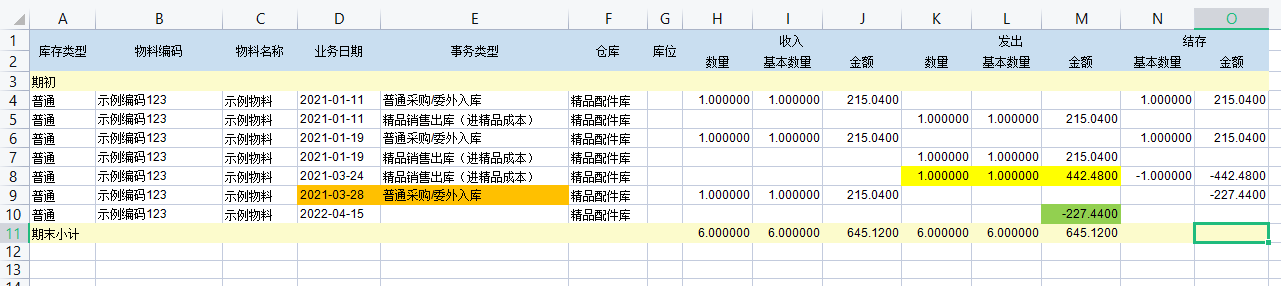 A B C D E F G H I J K L M N O
1 库存类型 物料编码 物料名称 业务日期 事务类型 仓库 库位 收入 发出 结存
2 数量 基本数量 金额 数量 基本数量 金额 基本数量 金额
3 期初
4 普通 示例编码123 示例物料 2021-01-11 普通采购/委外入库 精品配件库 1.000000 1.000000 215.0400 1.000000 215.0400
5 普通 示例编码123 示例物料 2021-01-11 精品销售出库（进精品成本） 精品配件库 1.000000 1.000000 215.0400
6 普通 示例编码123 示例物料 2021-01-19 普通采购/委外入库 精品配件库 1.000000 1.000000 215.0400 1.000000 215.0400
7 普通 示例编码123 示例物料 2021-01-19 精品销售出库（进精品成本） 精品配件库 1.000000 1.000000 215.0400
8 普通 示例编码123 示例物料 2021-03-24 精品销售出库（进精品成本） 精品配件库 1.000000 1.000000 442.4800 -1.000000 -442.4800
9 普通 示例编码123 示例物料 2021-03-28 普通采购/委外入库 精品配件库 1.000000 1.000000 215.0400 -227.4400
10 普通 示例编码123 示例物料 2022-04-15 精品配件库 -227.4400
11 期末小计 6.000000 6.000000 645.1200 6.000000 6.000000 645.1200
12
13